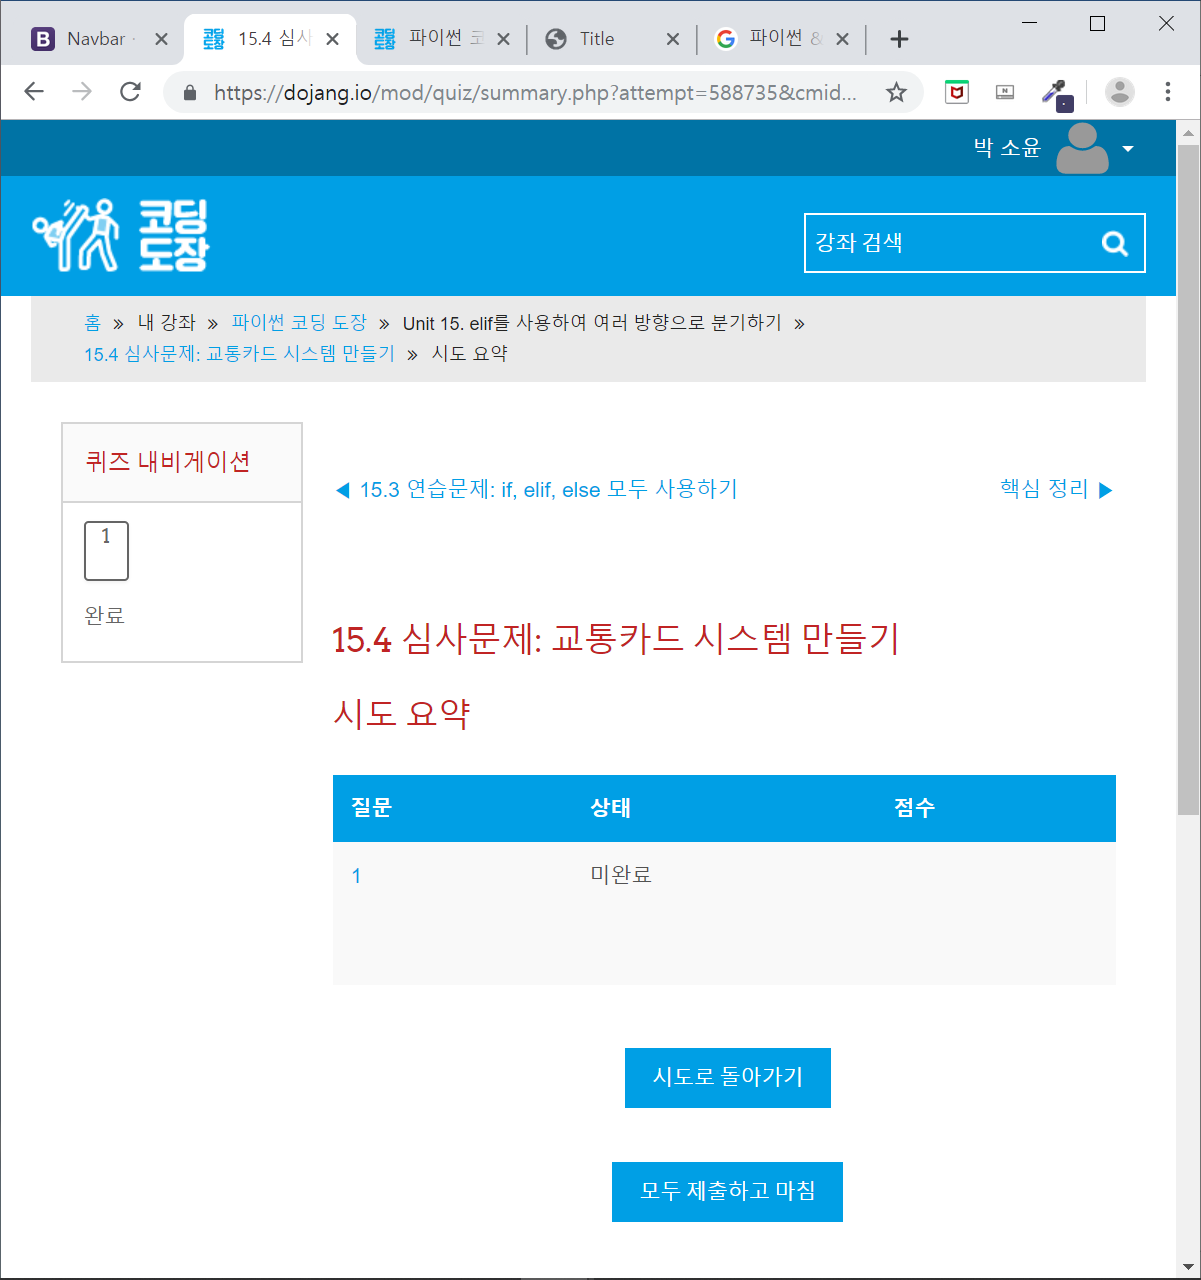 Navbar
15.4 심사
파이썬 코
Title
파이썬 &
https://dojang.io/mod/quiz/summary.php?attempt=588735&cmid...
박 소윤
코딩
도장
강좌 검색
홈 » 내 강좌 » 파이썬 코딩 도장 » Unit 15. elif를 사용하여 여러 방향으로 분기하기 »
15.4 심사문제: 교통카드 시스템 만들기 » 시도 요약
퀴즈 내비게이션
1
완료
◀ 15.3 연습문제: if, elif, else 모두 사용하기
핵심 정리 ▶
15.4 심사문제: 교통카드 시스템 만들기
시도 요약
질문 상태 점수
1 미완료
시도로 돌아가기
모두 제출하고 마침